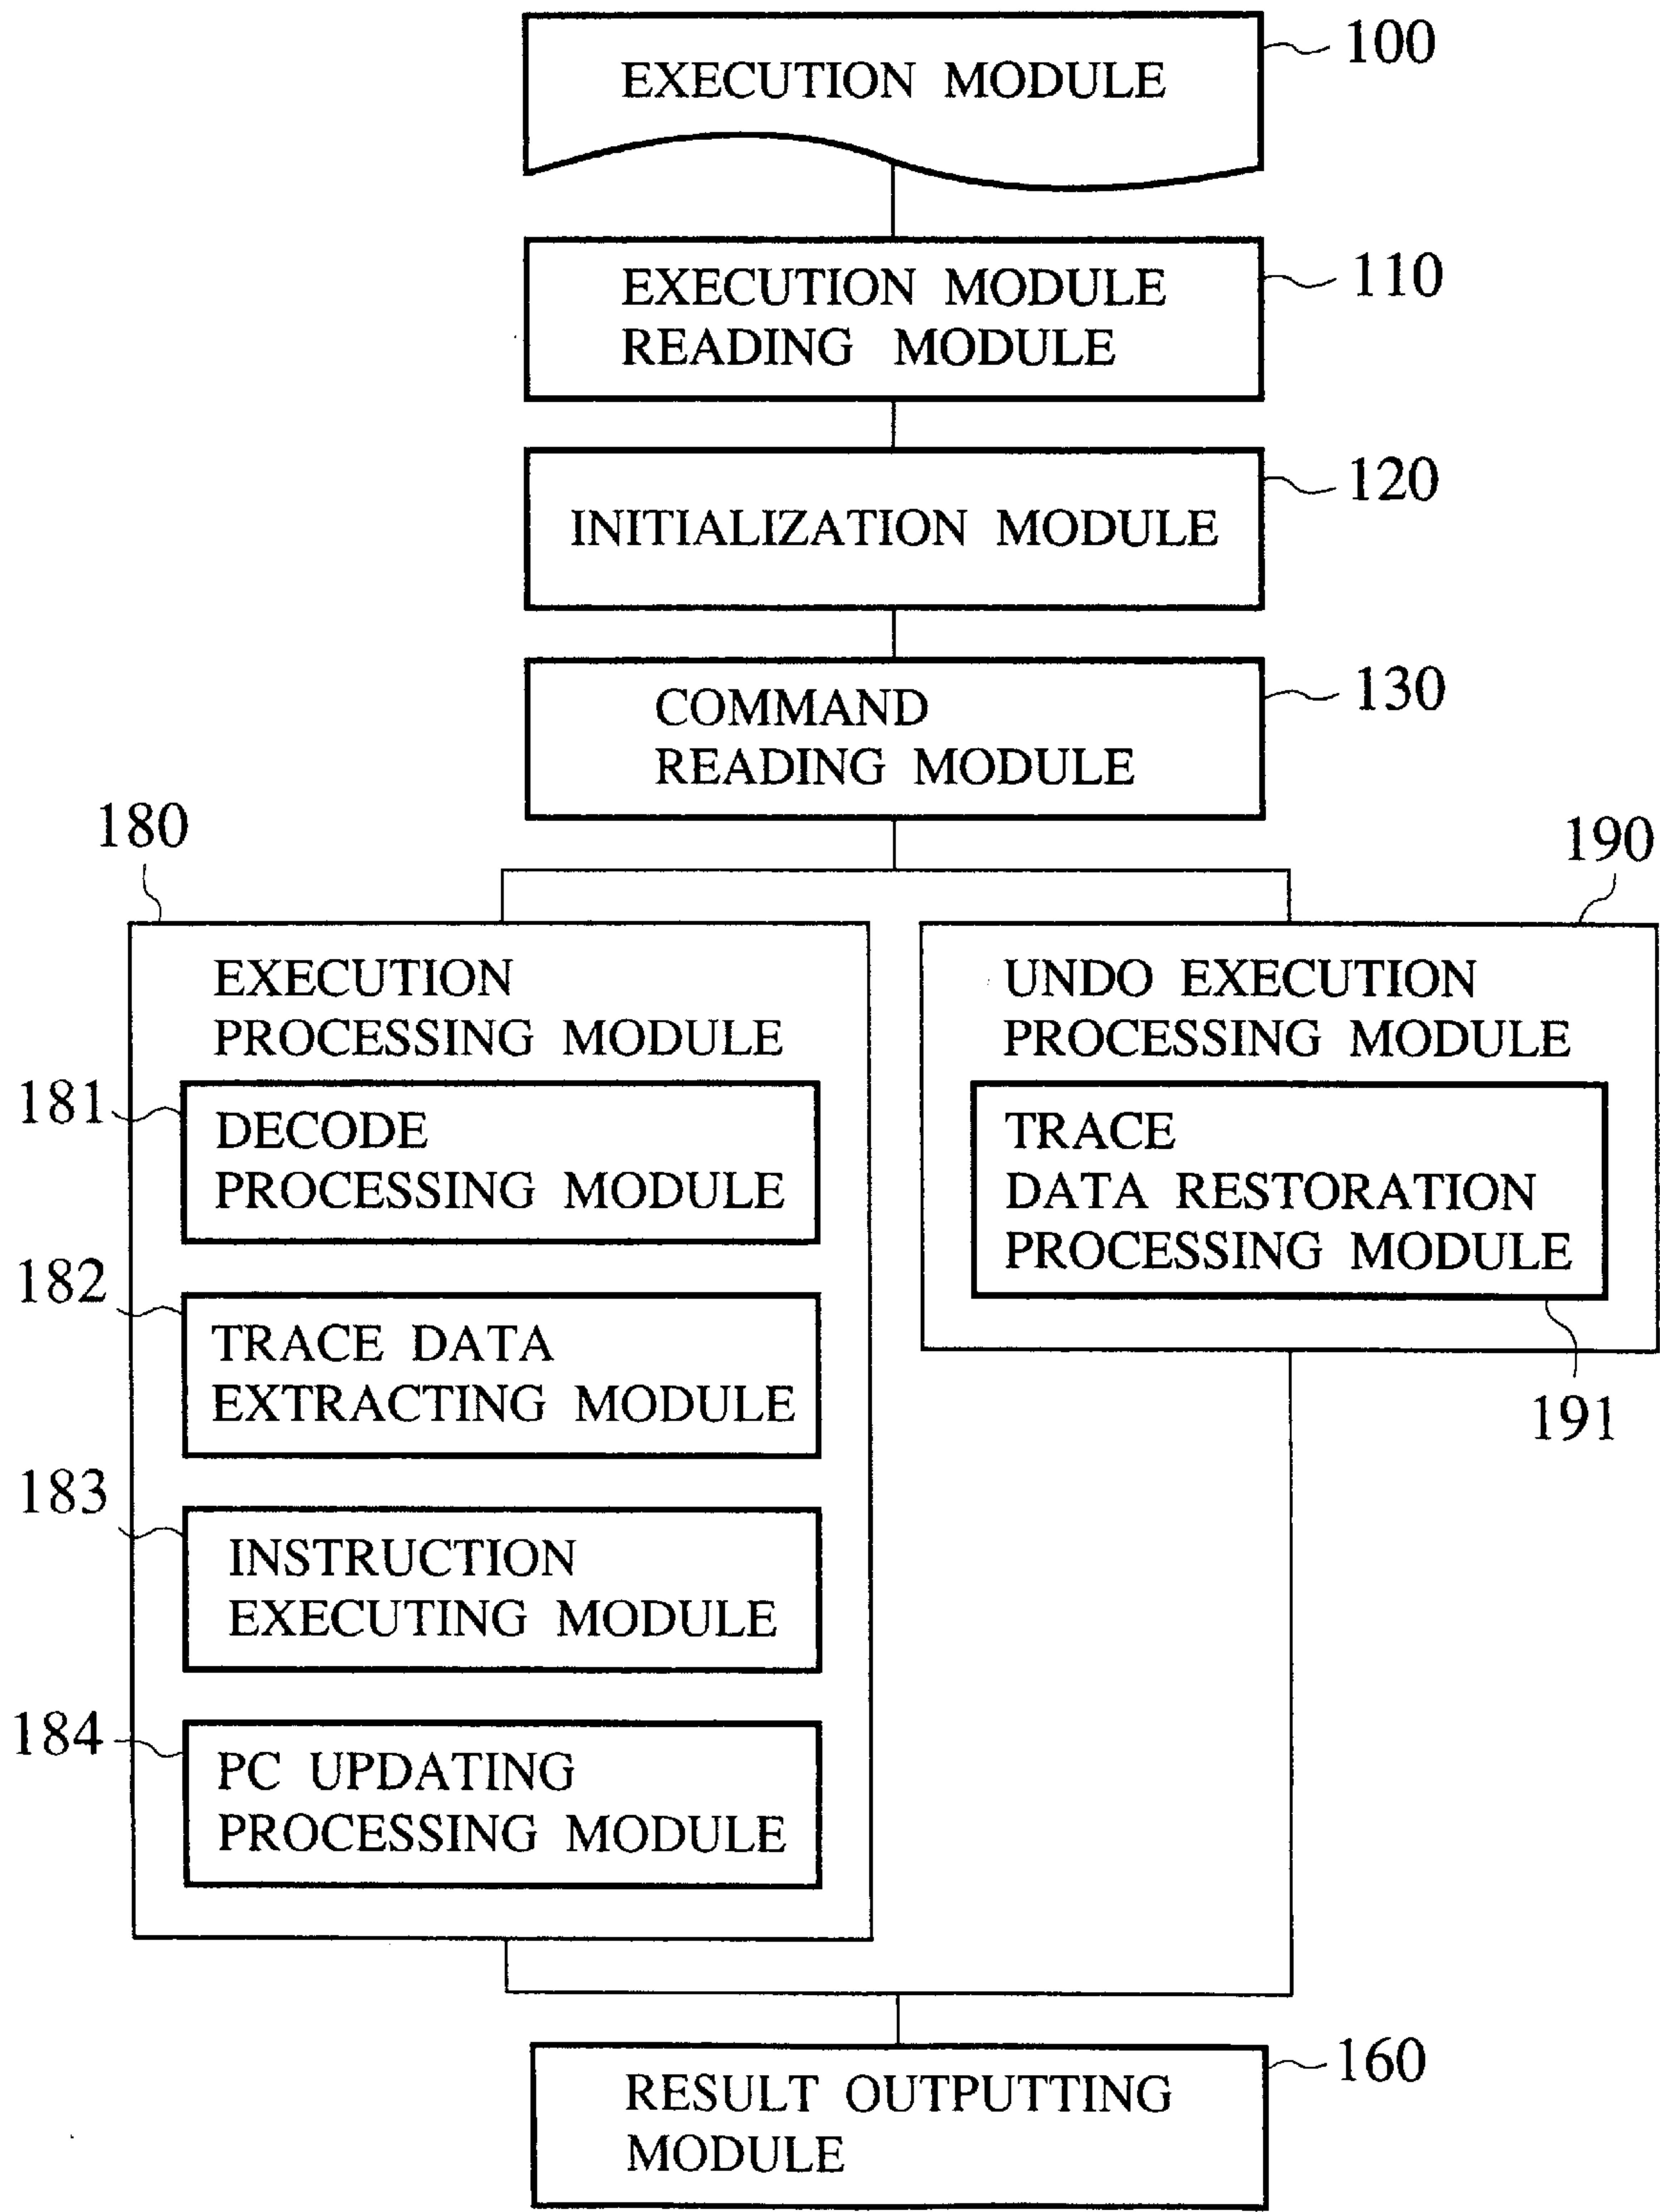 EXECUTION MODULE
100
EXECUTION MODULE
READING MODULE
110
INITIALIZATION MODULE
120
COMMAND
READING MODULE
130
180
EXECUTION
PROCESSING MODULE
181
DECODE
PROCESSING MODULE
182
TRACE DATA
EXTRACTING MODULE
183
INSTRUCTION
EXECUTING MODULE
184
PC UPDATING
PROCESSING MODULE
190
UNDO EXECUTION
PROCESSING MODULE
TRACE
DATA RESTORATION
PROCESSING MODULE
191
RESULT OUTPUTTING
MODULE
160